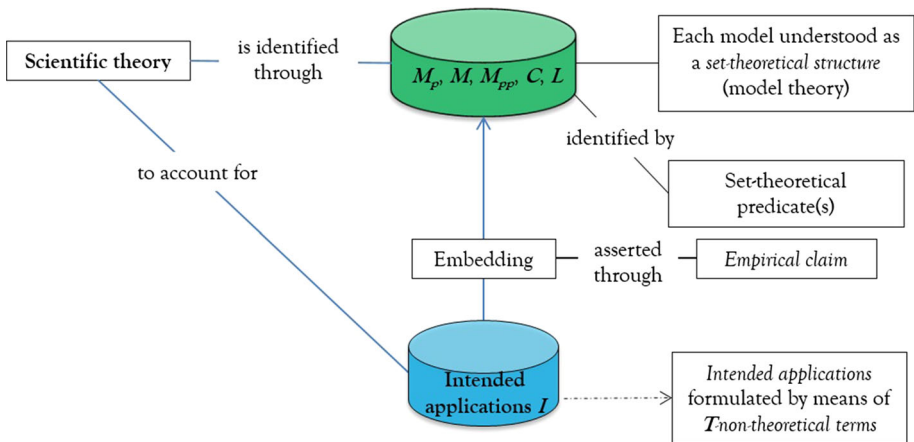 Scientific theory
is identified
through
M_p, M, M_pp, C, L
Each model understood as
a set-theoretical structure
(model theory)
identified by
to account for
Set-theoretical
predicate(s)
Embedding
asserted
through
Empirical claim
Intended
applications I
Intended applications
formulated by means of
T-non-theoretical terms